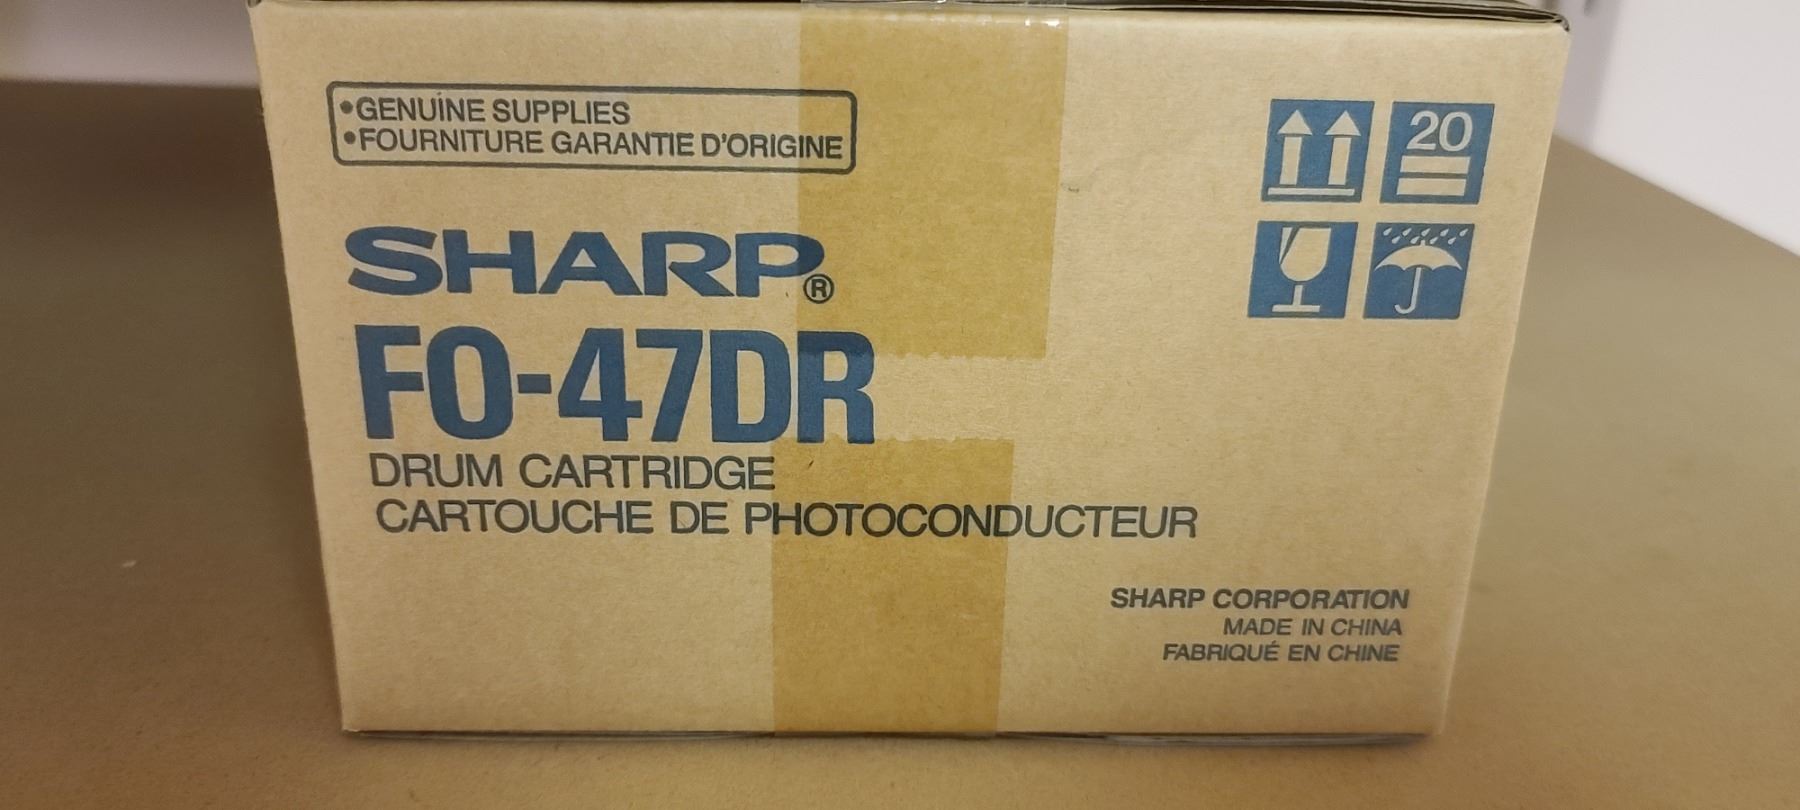 •GENUINE SUPPLIES
•FOURNITURE GARANTIE D'ORIGINE
20
SHARP®
FO-47DR
DRUM CARTRIDGE
CARTOUCHE DE PHOTOCONDUCTEUR
SHARP CORPORATION
MADE IN CHINA
FABRIQUÉ EN CHINE